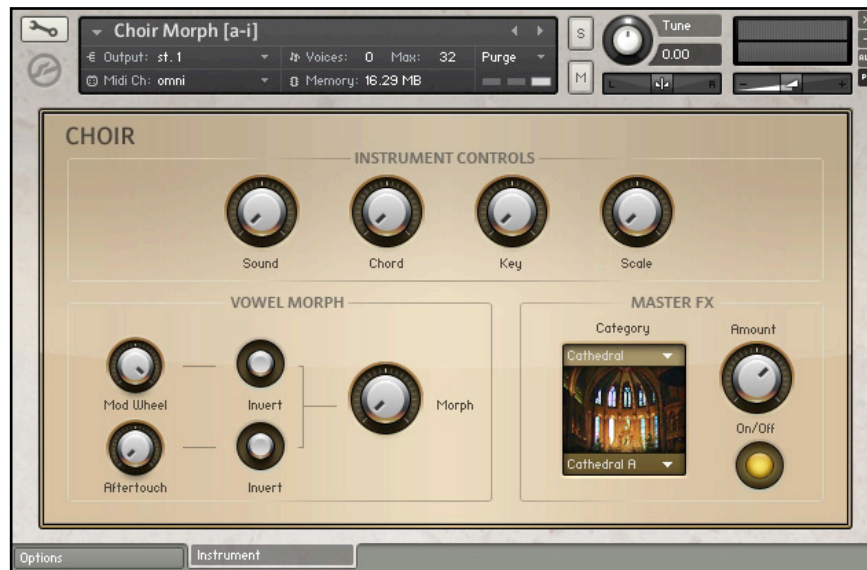 Choir Morph [a-i]
Output: st. 1
Voices: 0 Max: 32
Purge
Midi Ch: omni
Memory: 16.29 MB
S
M
Tune
0.00
L R
- +
CHOIR
INSTRUMENT CONTROLS
Sound
Chord
Key
Scale
VOWEL MORPH
Mod Wheel
Invert
Morph
Aftertouch
Invert
MASTER FX
Category
Amount
Cathedral
Cathedral A
On/Off
Options
Instrument